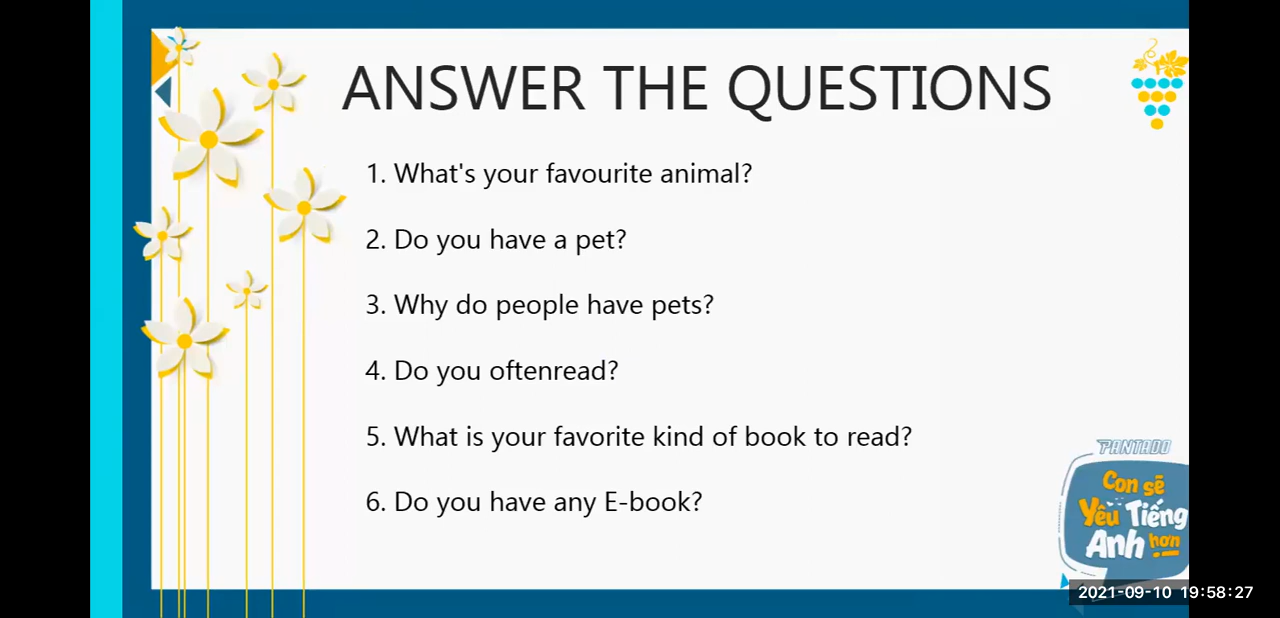 ANSWER THE QUESTIONS
1. What's your favourite animal?
2. Do you have a pet?
3. Why do people have pets?
4. Do you oftenread?
5. What is your favorite kind of book to read?
6. Do you have any E-book?
PANTADO
Con sẽ
Yêu Tiếng
Anh hơn
2021-09-10 19:58:27